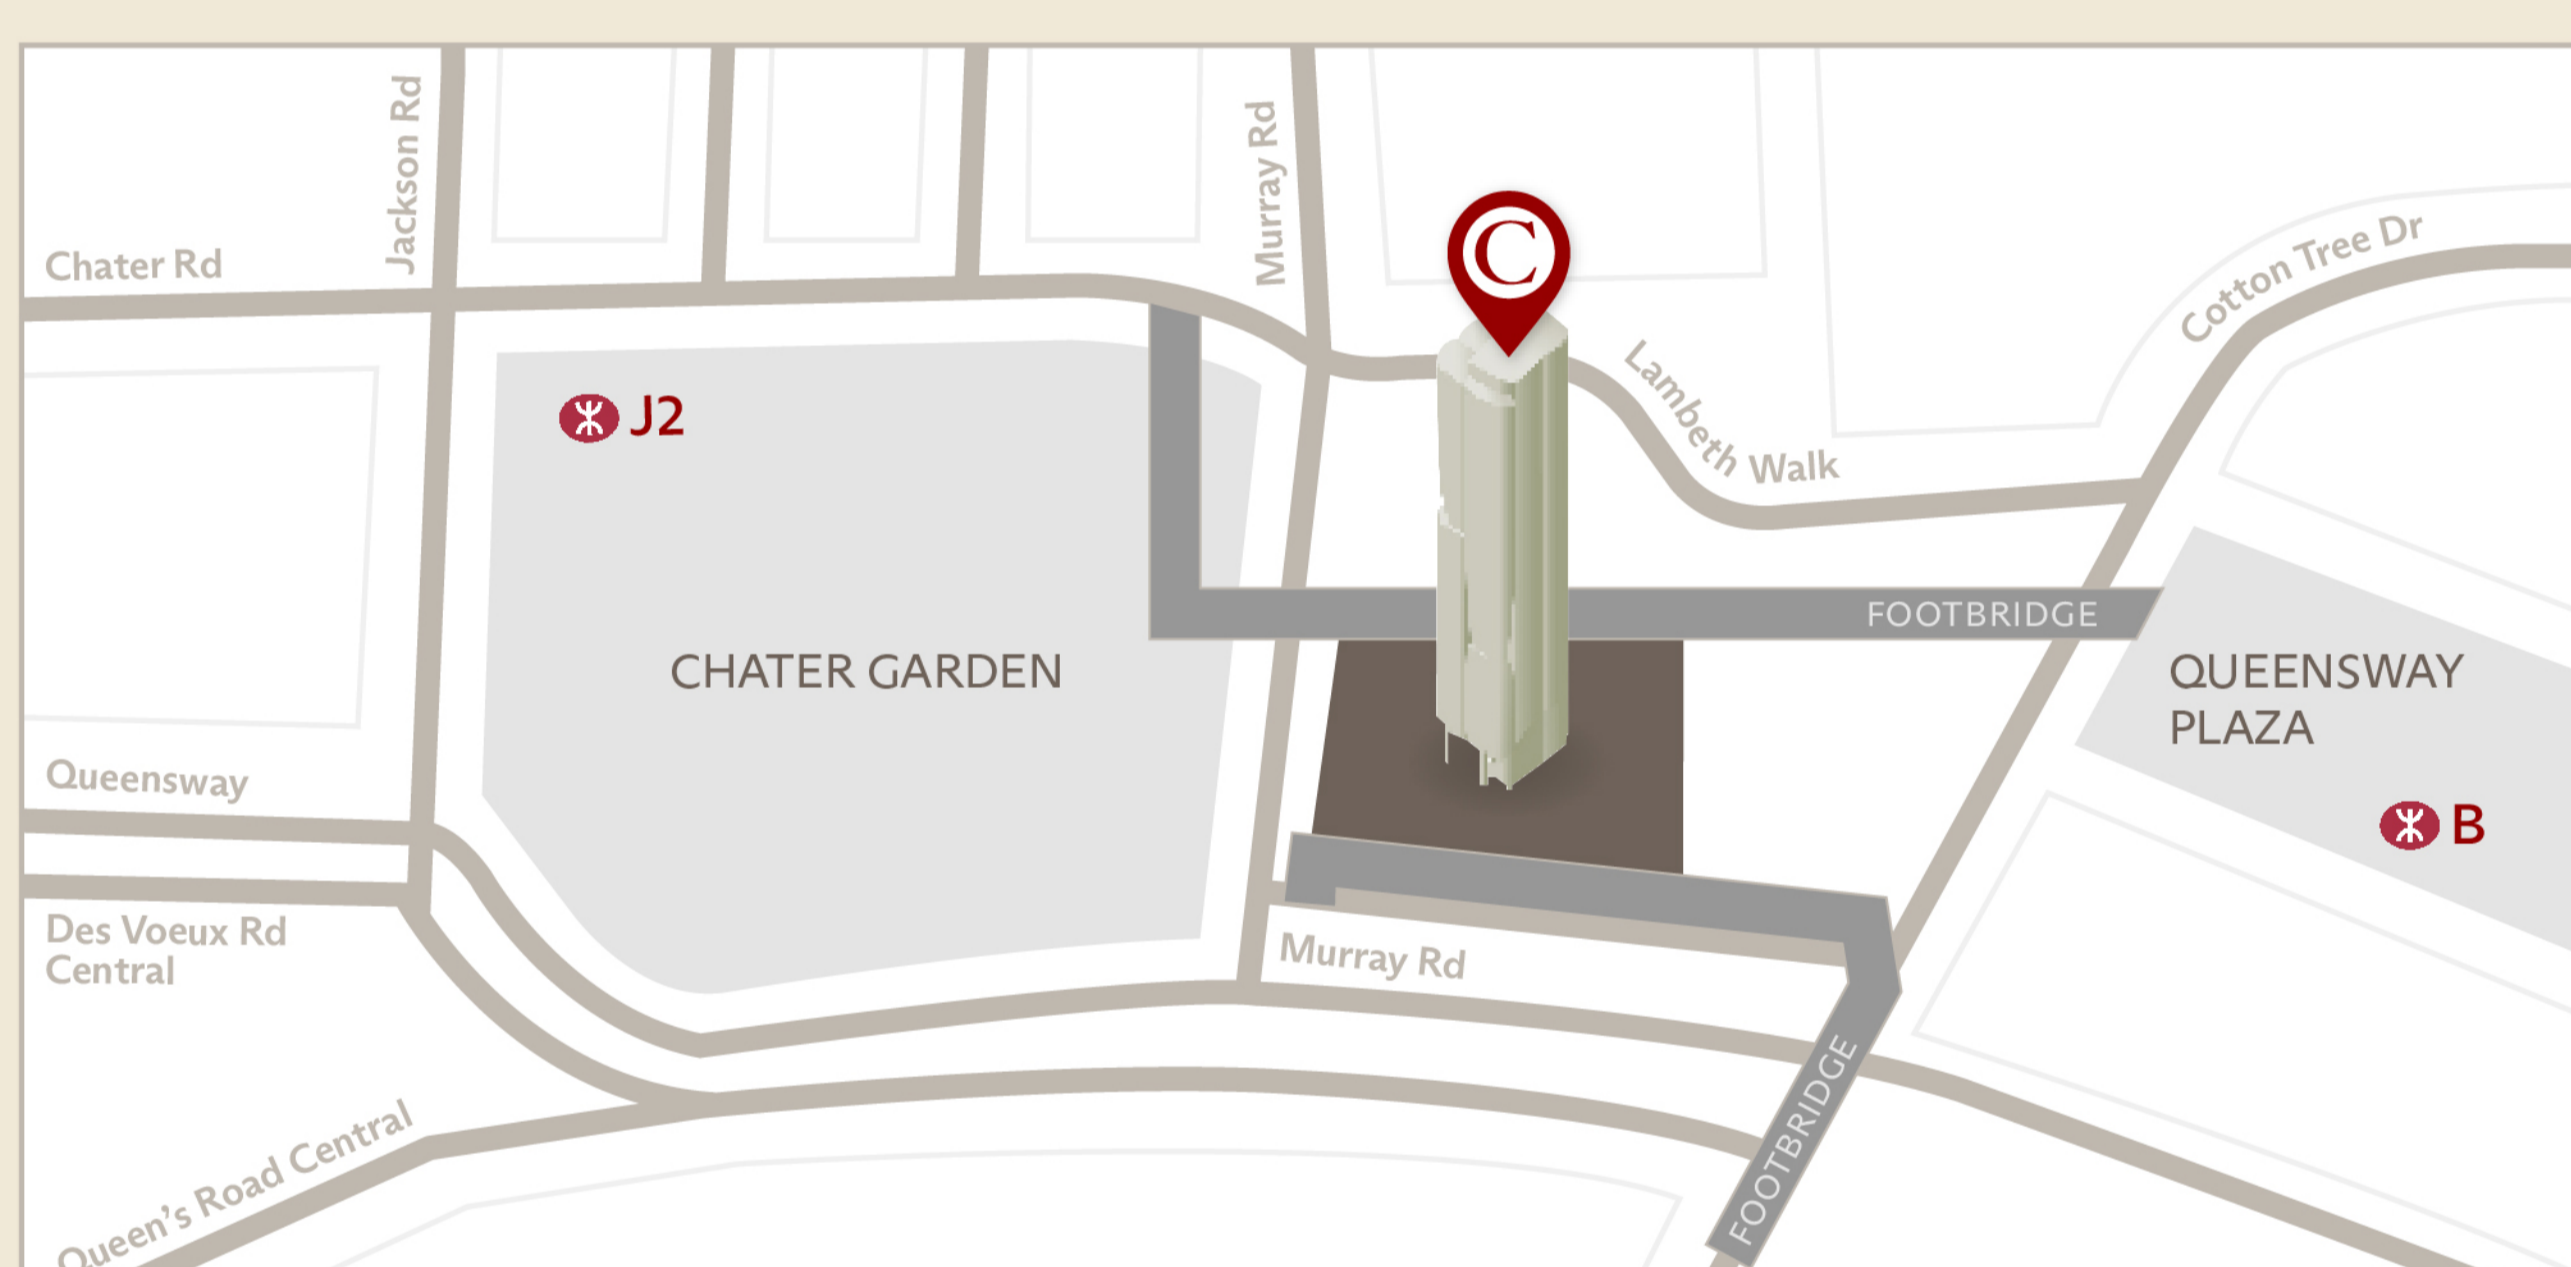 Jackson Rd
Murray Rd
C
Chater Rd
Cotton Tree Dr
Lambeth Walk
J2
FOOTBRIDGE
CHATER GARDEN
QUEENSWAY
PLAZA
Queensway
B
Des Voeux Rd
Central
Murray Rd
FOOTBRIDGE
Queen’s Road Central